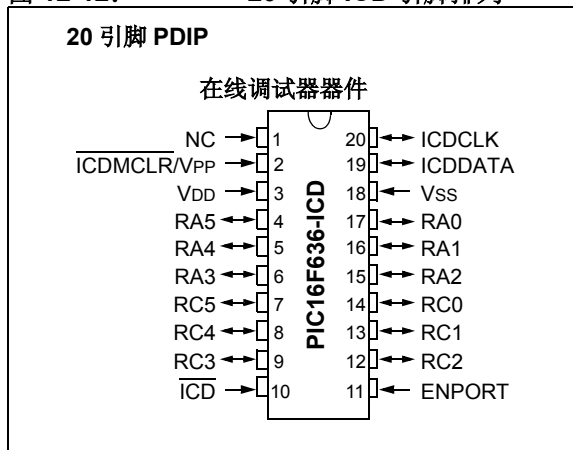 20 引脚 PDIP
在线调试器器件
NC 1 20 ICDCLK
ICDMCLR/VPP 2 19 ICDDATA
VDD 3 18 VSS
RA5 4 17 RA0
RA4 5 16 RA1
RA3 6 15 RA2
RC5 7 14 RC0
RC4 8 13 RC1
RC3 9 12 RC2
ICD 10 11 ENPORT
PIC16F636-ICD